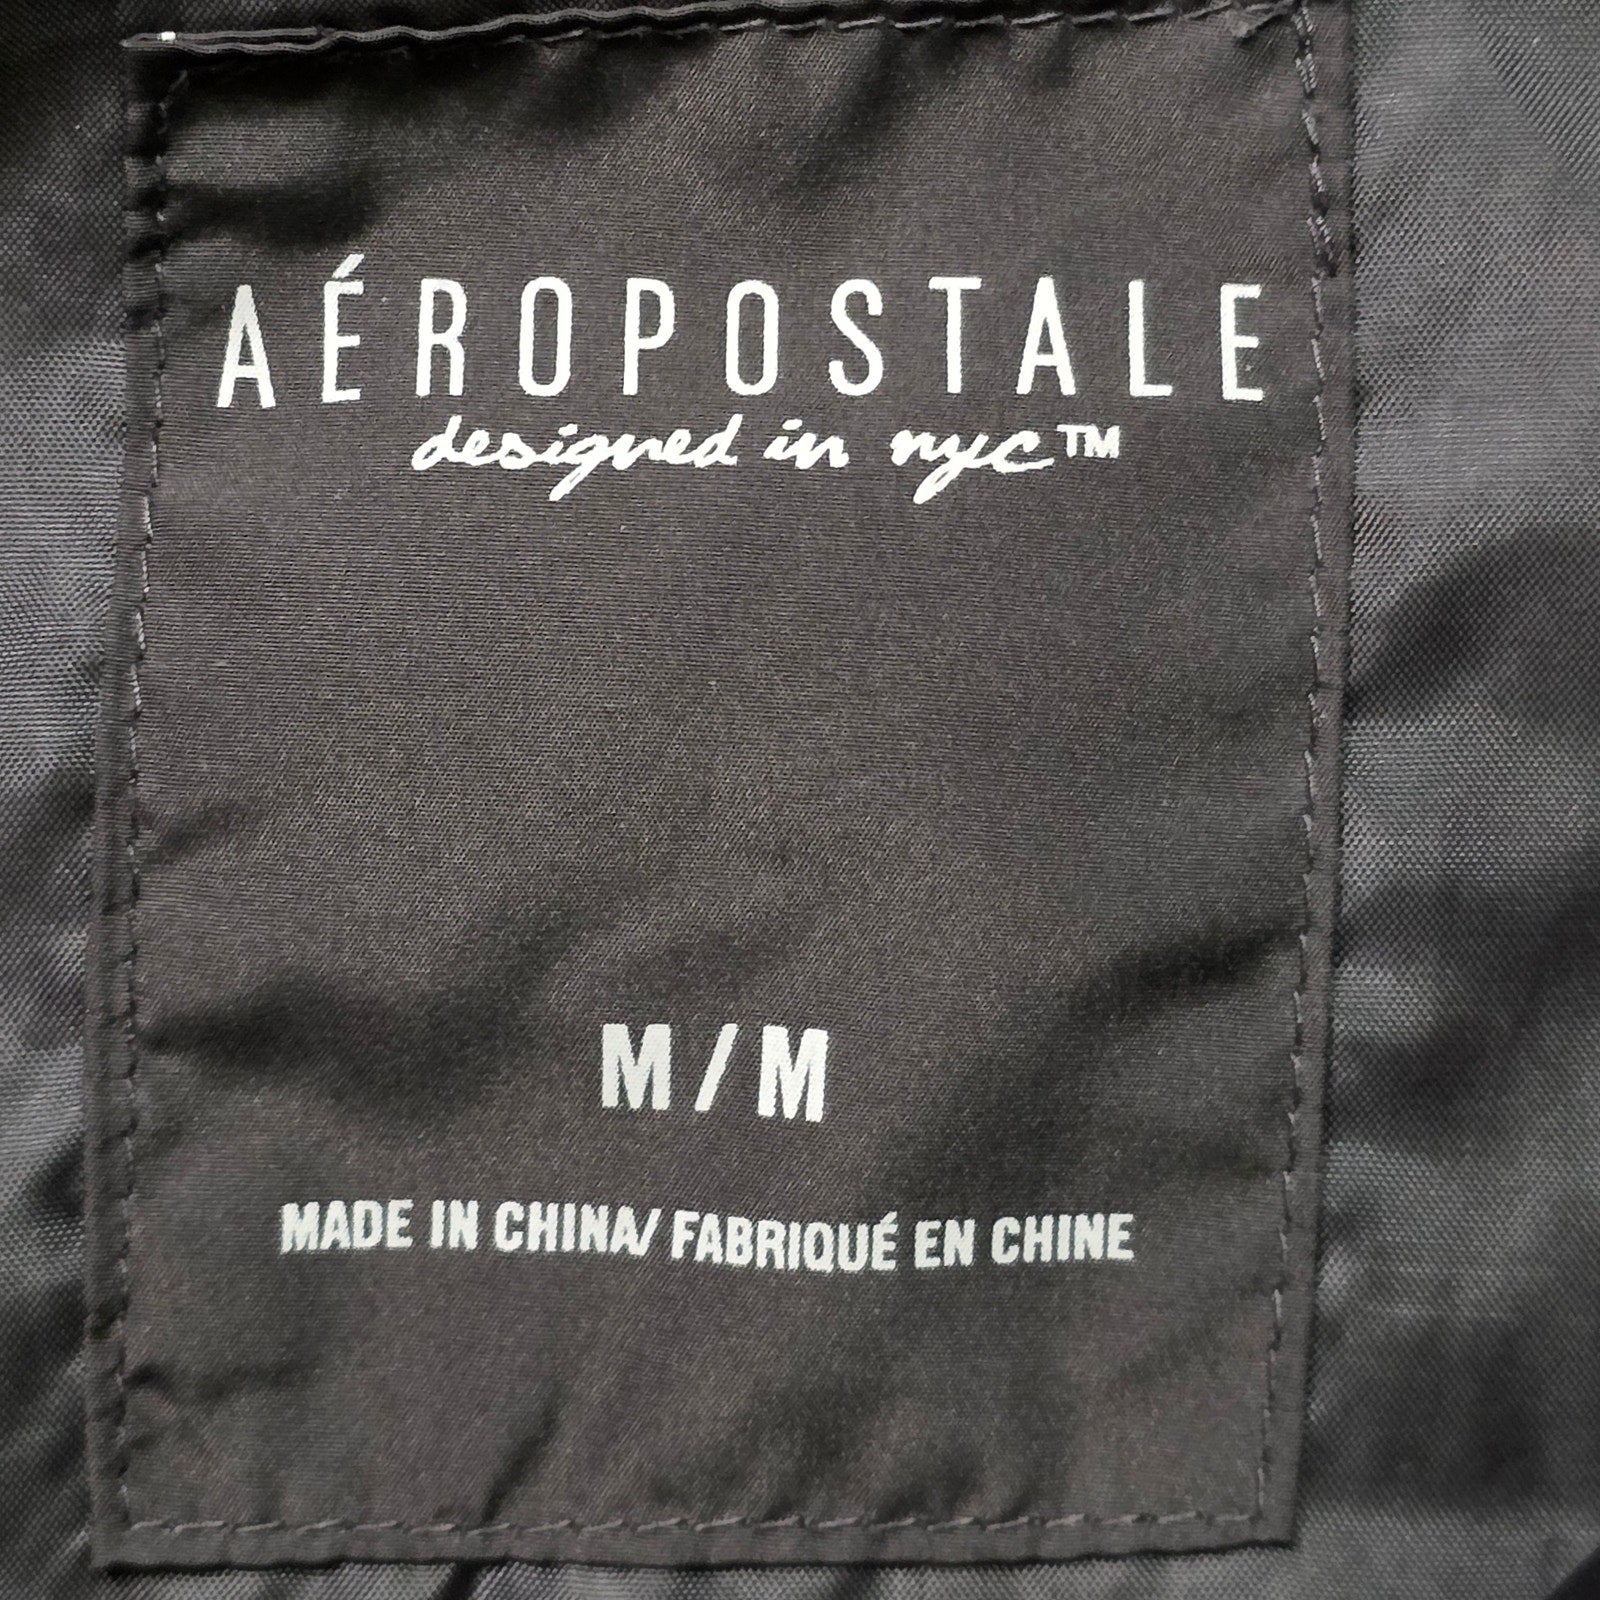 AÉROPOSTALE
designed in nyc™
M/M
MADE IN CHINA/ FABRIQUÉ EN CHINE